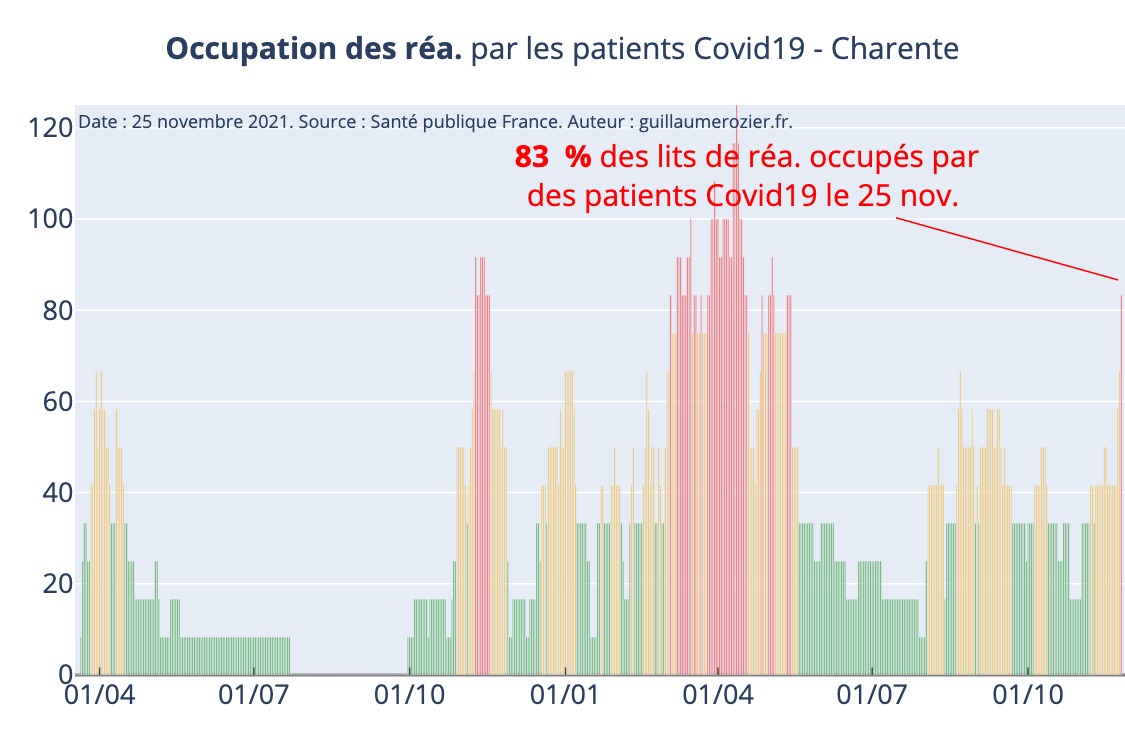 Occupation des réa. par les patients Covid19 - Charente
Date : 25 novembre 2021. Source : Santé publique France. Auteur : guillaumerozier.fr.
83 % des lits de réa. occupés par
des patients Covid19 le 25 nov.
120
100
80
60
40
20
0
01/04 01/07 01/10 01/01 01/04 01/07 01/10